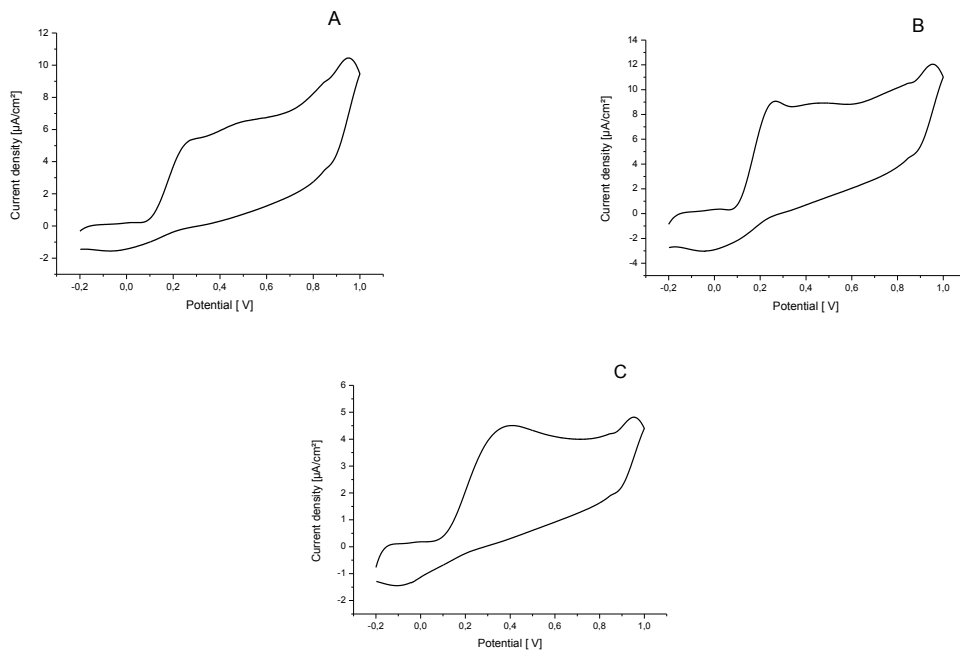 A
12
10
8
6
4
2
0
-2
Current density [µA/cm²]
-0,2 0,0 0,2 0,4 0,6 0,8 1,0
Potential [ V]
B
14
12
10
8
6
4
2
0
-2
-4
Current density [µA/cm²]
-0,2 0,0 0,2 0,4 0,6 0,8 1,0
Potential [ V]
C
6
5
4
3
2
1
0
-1
-2
Current density [µA/cm²]
-0,2 0,0 0,2 0,4 0,6 0,8 1,0
Potential [ V]